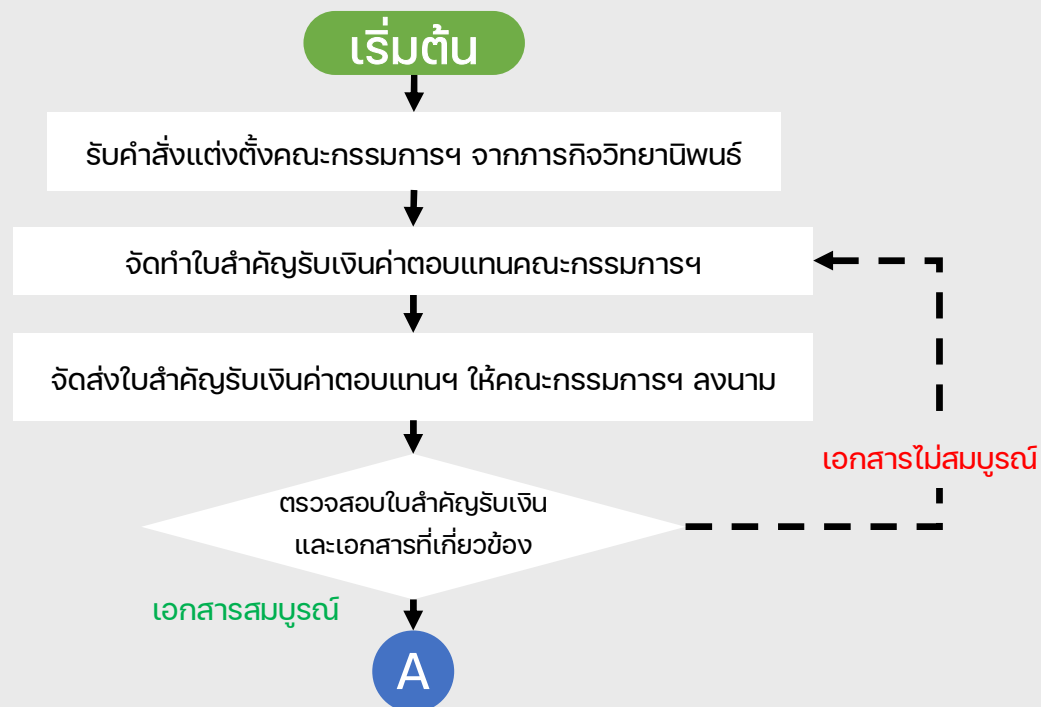 เริ่มต้น
รับคำสั่งแต่งตั้งคณะกรรมการฯ จากภารกิจวิทยานิพนธ์
จัดทำใบสำคัญรับเงินค่าตอบแทนคณะกรรมการฯ
จัดส่งใบสำคัญรับเงินค่าตอบแทนฯ ให้คณะกรรมการฯ ลงนาม
เอกสารไม่สมบูรณ์
ตรวจสอบใบสำคัญรับเงิน
และเอกสารที่เกี่ยวข้อง
เอกสารสมบูรณ์
A